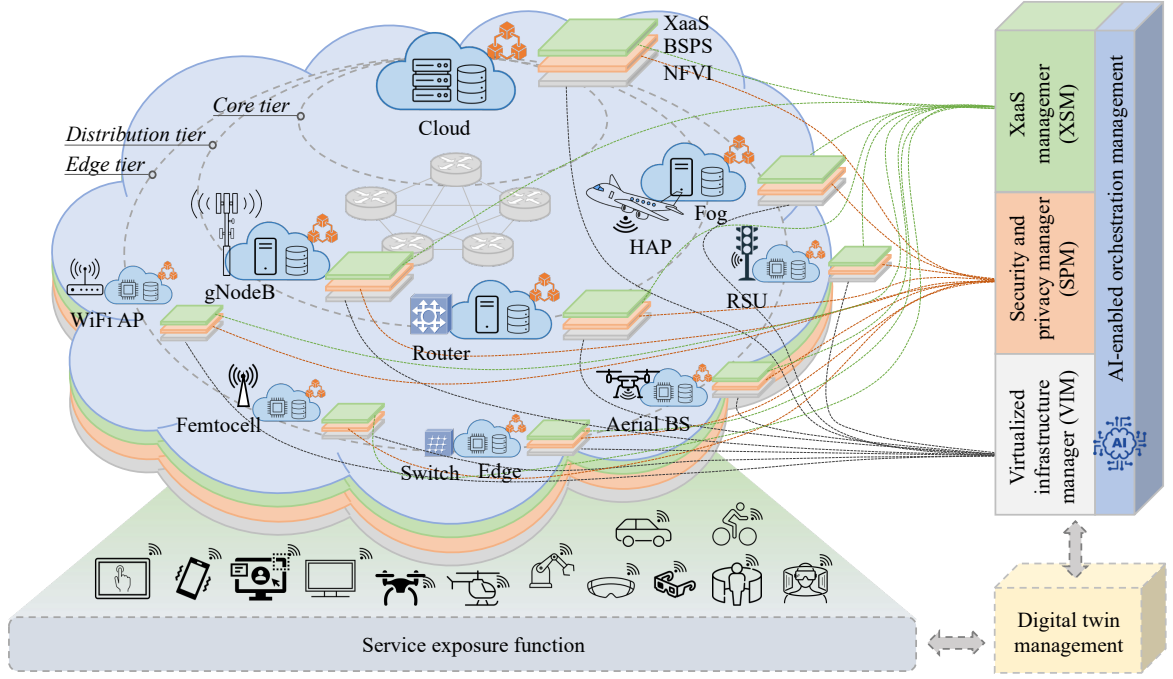 XaaS
BSPS
NFVI
Core tier
Distribution tier
Edge tier
Cloud
Fog
HAP
gNodeB
RSU
WiFi AP
Router
Femtocell
Aerial BS
Switch
Edge
XaaS
managemer
(XSM)
Security and
privacy manager
(SPM)
Virtualized
infrastructure
manager (VIM)
AI-enabled orchestration management
AI
Service exposure function
Digital twin
management